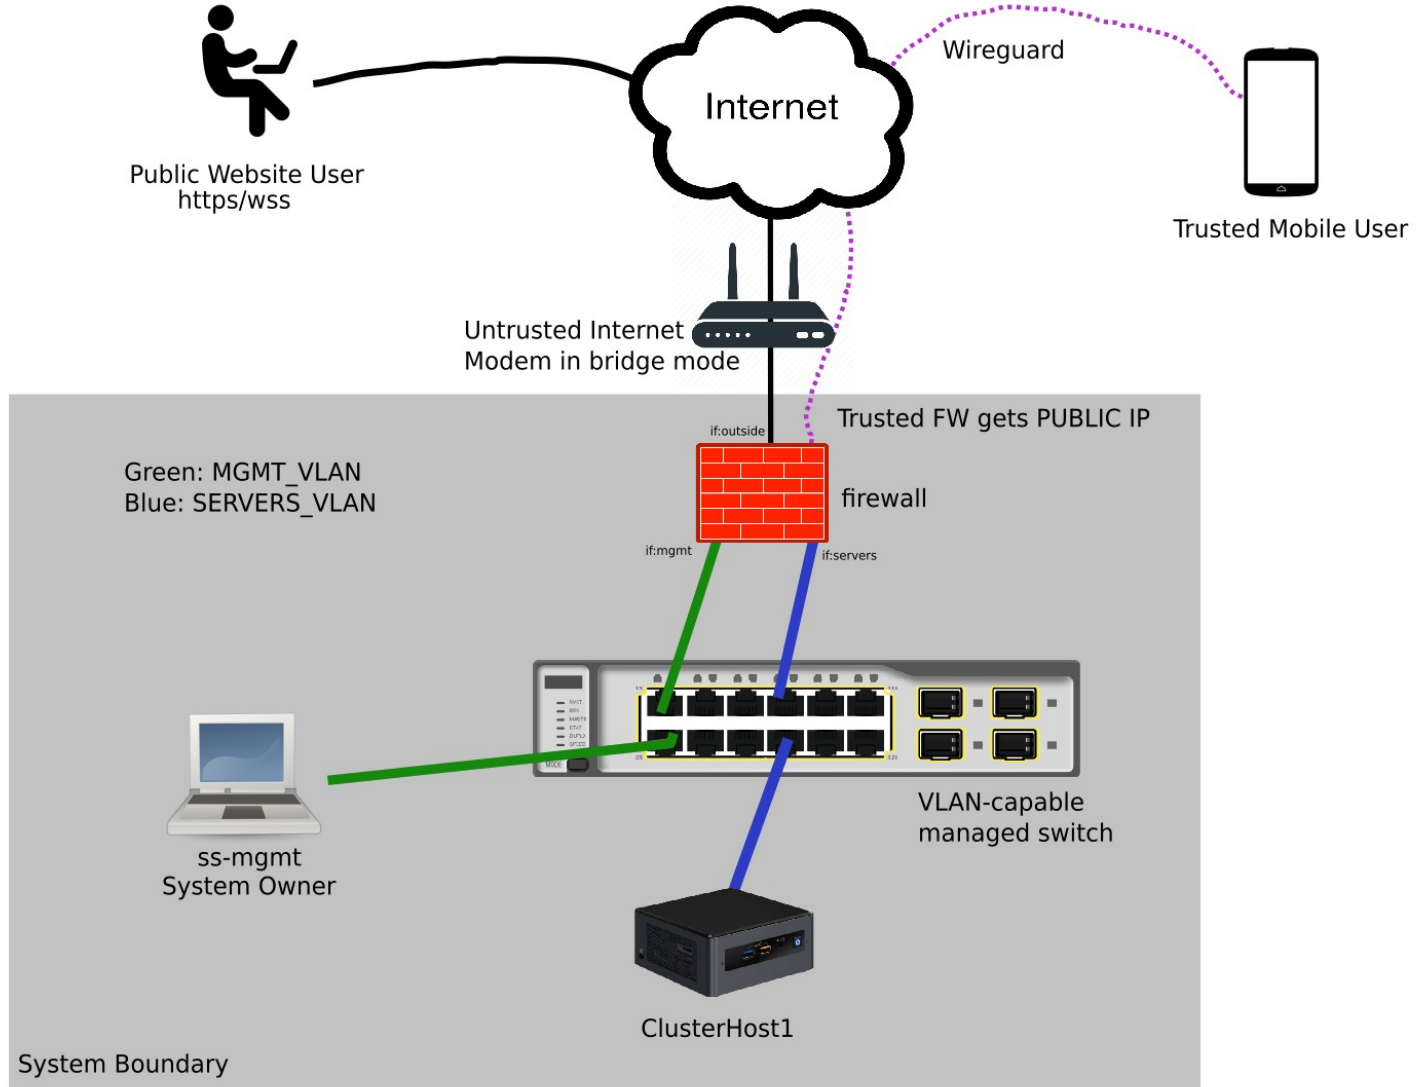 Wireguard
Internet
Public Website User
https/wss
Trusted Mobile User
Untrusted Internet
Modem in bridge mode
Trusted FW gets PUBLIC IP
if:outside
Green: MGMT_VLAN
Blue: SERVERS_VLAN
firewall
if:mgmt
if:servers
SYST
MODE
VLAN-capable
managed switch
ss-mgmt
System Owner
ClusterHost1
System Boundary